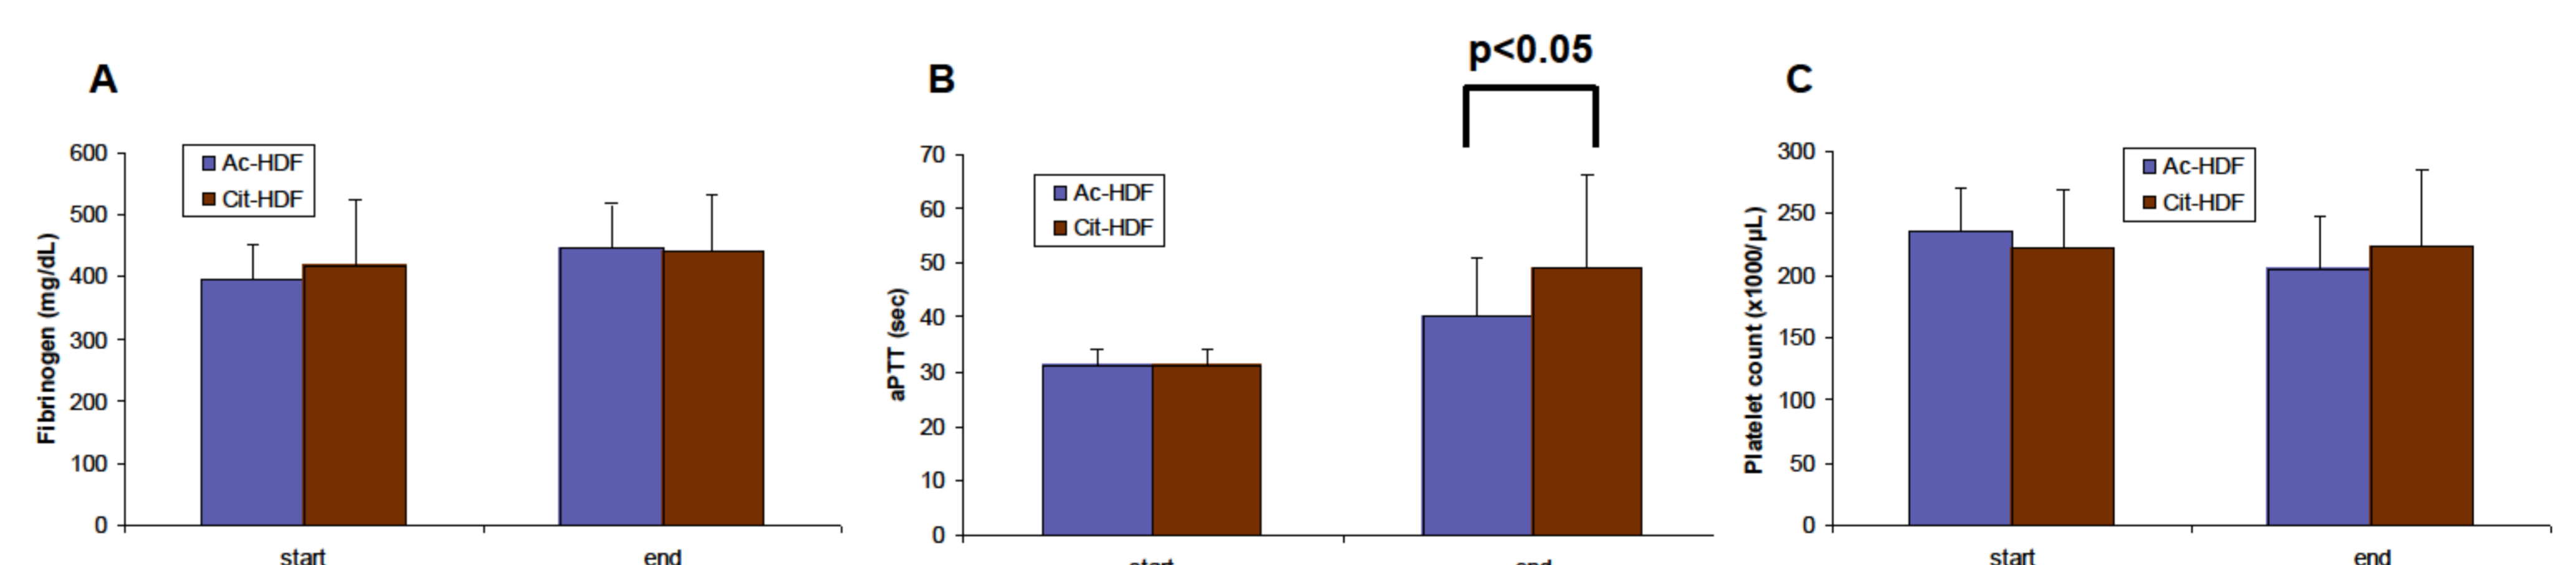 A
Fibrinogen (mg/dL)
600
500
400
300
200
100
0
Ac-HDF
Cit-HDF
start
end
B
p<0.05
aPTT (sec)
70
60
50
40
30
20
10
0
Ac-HDF
Cit-HDF
start
end
C
Platelet count (x1000/µL)
300
250
200
150
100
50
0
Ac-HDF
Cit-HDF
start
end